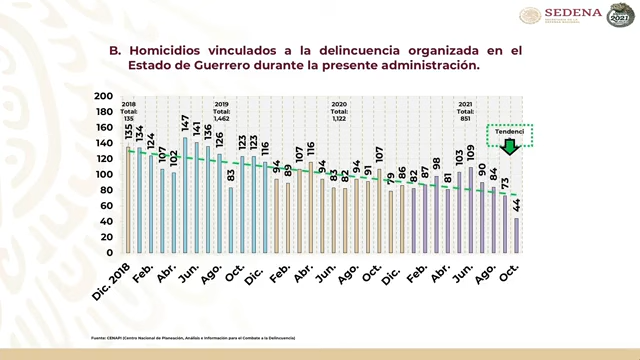 SEDENA
2021
B. Homicidios vinculados a la delincuencia organizada en el
Estado de Guerrero durante la presente administración.
200
180
160
140
120
100
80
60
40
20
0
2018
Total:
135
2019
Total:
1,462
2020
Total:
1,122
2021
Total:
851
Tendenci
135 134 124 107 102 147 141 136 126 83 123 123 116 94 89 107 116 94 83 82 94 91 107 79 86 82 87 98 81 103 109 90 84 73 44
Dic. 2018 Feb. Abr. Jun. Ago. Oct. Dic. Feb. Abr. Jun. Ago. Oct. Dic. Feb. Abr. Jun. Ago. Oct.
Fuente: CENAPI (Centro Nacional de Planeación, Análisis e Información para el Combate a la Delincuencia)